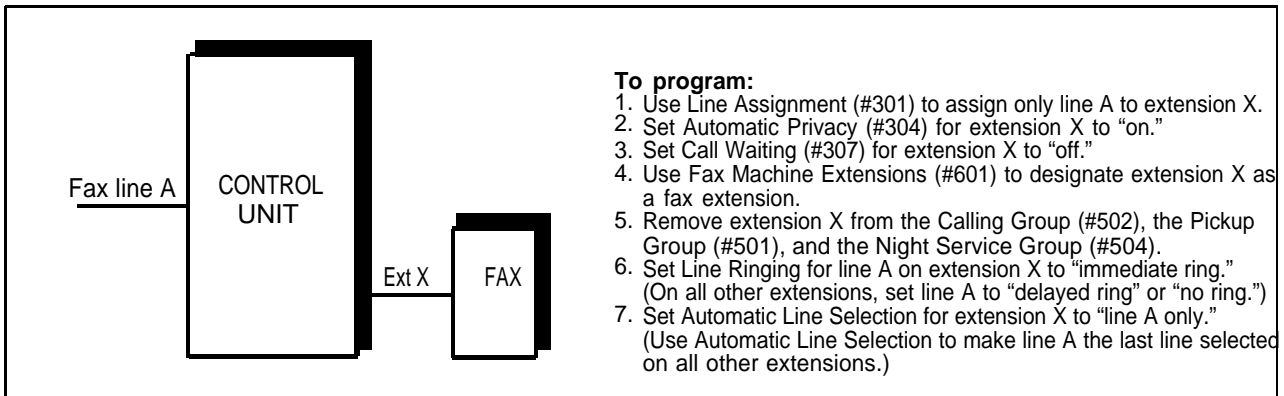 Fax line A
CONTROL
UNIT
Ext X
FAX
To program:
1. Use Line Assignment (#301) to assign only line A to extension X.
2. Set Automatic Privacy (#304) for extension X to “on.”
3. Set Call Waiting (#307) for extension X to “off.”
4. Use Fax Machine Extensions (#601) to designate extension X as
a fax extension.
5. Remove extension X from the Calling Group (#502), the Pickup
Group (#501), and the Night Service Group (#504).
6. Set Line Ringing for line A on extension X to “immediate ring.”
(On all other extensions, set line A to “delayed ring” or “no ring.”)
7. Set Automatic Line Selection for extension X to “line A only.”
(Use Automatic Line Selection to make line A the last line selected
on all other extensions.)